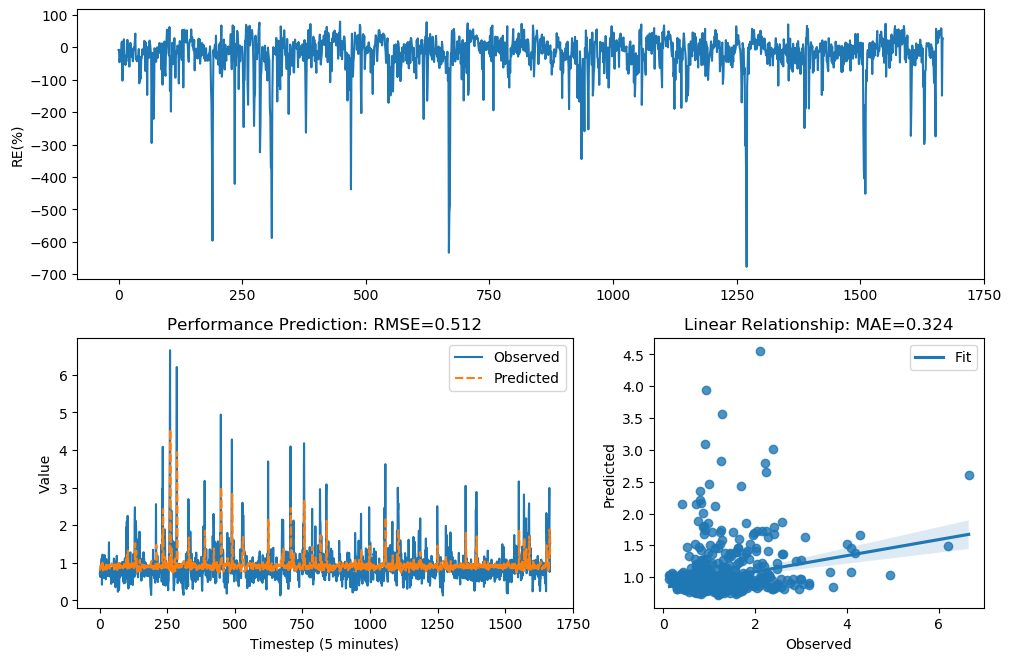 RE(%)
100
0
−100
−200
−300
−400
−500
−600
−700
0 250 500 750 1000 1250 1500 1750
Performance Prediction: RMSE=0.512
Value
6
5
4
3
2
1
0
Observed
Predicted
0 250 500 750 1000 1250 1500 1750
Timestep (5 minutes)
Linear Relationship: MAE=0.324
Predicted
4.5
4.0
3.5
3.0
2.5
2.0
1.5
1.0
Fit
0 2 4 6
Observed